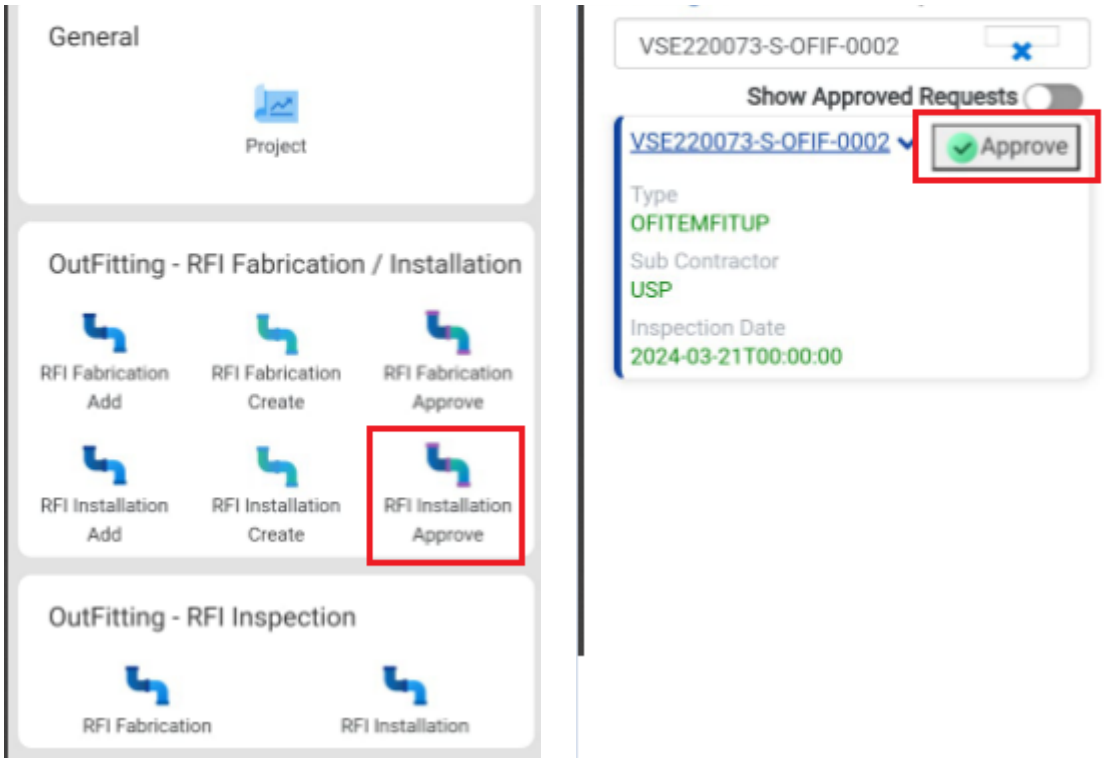 General
Project
OutFitting - RFI Fabrication / Installation
RFI Fabrication
Add
RFI Fabrication
Create
RFI Fabrication
Approve
RFI Installation
Add
RFI Installation
Create
RFI Installation
Approve
OutFitting - RFI Inspection
RFI Fabrication
RFI Installation
VSE220073-S-OFIF-0002
Show Approved Requests
VSE220073-S-OFIF-0002
Approve
Type
OFITEMFITUP
Sub Contractor
USP
Inspection Date
2024-03-21T00:00:00